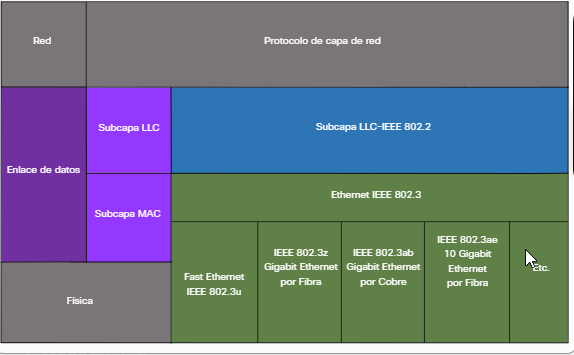 Red
Protocolo de capa de red
Enlace de datos
Subcapa LLC
Subcapa LLC-IEEE 802.2
Subcapa MAC
Ethernet IEEE 802.3
Física
Fast Ethernet
IEEE 802.3u
IEEE 802.3z
Gigabit Ethernet
por Fibra
IEEE 802.3ab
Gigabit Ethernet
por Cobre
IEEE 802.3ae
10 Gigabit
Ethernet
por Fibra
Etc.